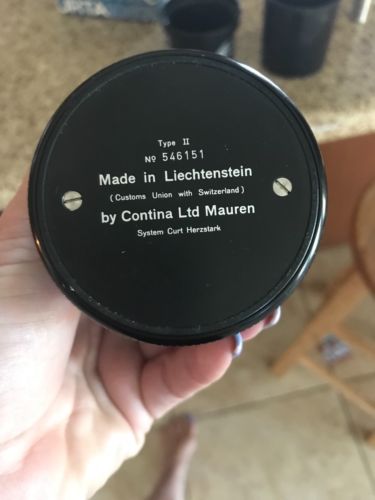 Type II
No 546151
Made in Liechtenstein
( Customs Union with Switzerland )
by Contina Ltd Mauren
System Curt Herzstark